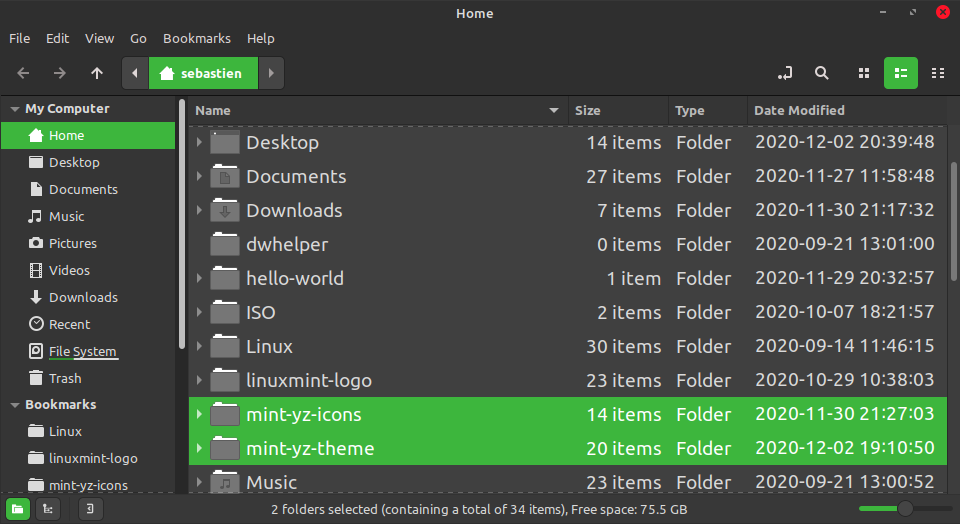 Home
File Edit View Go Bookmarks Help
sebastien
My Computer
Home
Desktop
Documents
Music
Pictures
Videos
Downloads
Recent
File System
Trash
Bookmarks
Linux
linuxmint-logo
mint-yz-icons
Name Size Type Date Modified
Desktop 14 items Folder 2020-12-02 20:39:48
Documents 27 items Folder 2020-11-27 11:58:48
Downloads 7 items Folder 2020-11-30 21:17:32
dwhelper 0 items Folder 2020-09-21 13:01:00
hello-world 1 item Folder 2020-11-29 20:32:57
ISO 2 items Folder 2020-10-07 18:21:57
Linux 30 items Folder 2020-09-14 11:46:15
linuxmint-logo 23 items Folder 2020-10-29 10:38:03
mint-yz-icons 14 items Folder 2020-11-30 21:27:03
mint-yz-theme 20 items Folder 2020-12-02 19:10:50
Music 23 items Folder 2020-09-21 13:00:52
2 folders selected (containing a total of 34 items), Free space: 75.5 GB